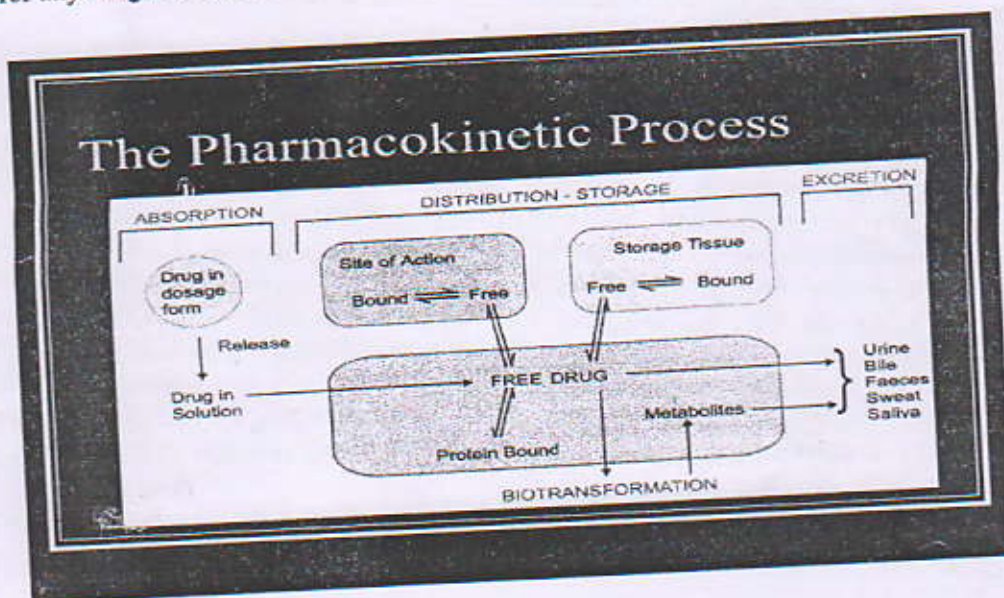 The Pharmacokinetic Process
ABSORPTION
DISTRIBUTION - STORAGE
EXCRETION
Drug in
dosage
form
Release
Drug in
Solution
Site of Action
Bound ⇌ Free
Storage Tissue
Free ⇌ Bound
FREE DRUG
Protein Bound
Metabolites
BIOTRANSFORMATION
Urine
Bile
Faeces
Sweat
Saliva